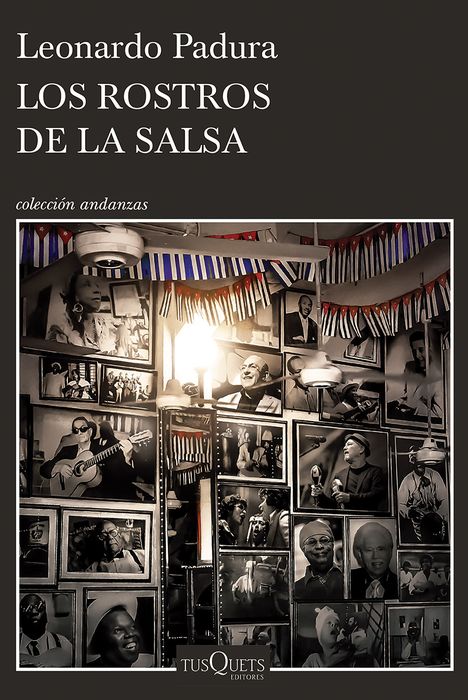 Leonardo Padura
LOS ROSTROS
DE LA SALSA
colección andanzas
TUSQUETS
EDITORES